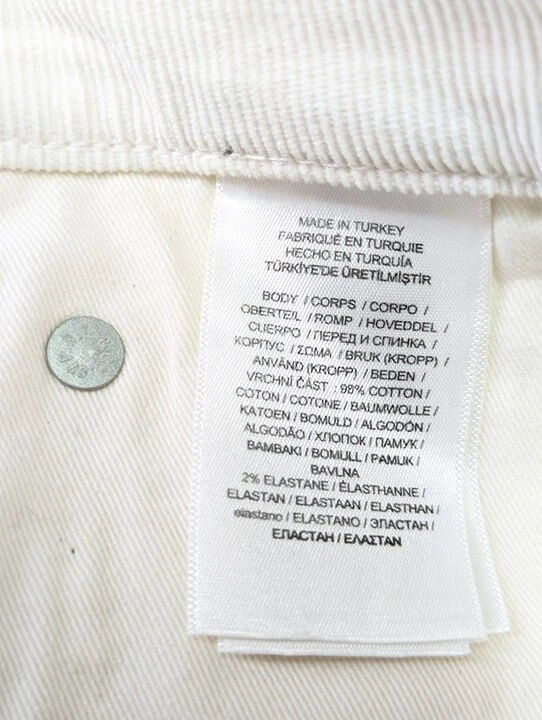 MADE IN TURKEY
FABRIQUÉ EN TURQUIE
HECHO EN TURQUÍA
TÜRKİYE'DE ÜRETİLMİŞTİR
BODY / CORPS / CORPO /
OBERTEIL / ROMP / HOVEDDEL /
CUERPO / ПЕРЕД И СПИНКА /
КОРПУС / ΣΩΜΑ / BRUK (KROPP) /
ANVÄND (KROPP) / BEDEN /
VRCHNÍ ČÁST : 98% COTTON /
COTON / COTONE / BAUMWOLLE /
KATOEN / BOMULD / ALGODÓN /
ALGODÃO / ХЛОПОК / ПАМУК /
BAMBAKI / BOMULL / PAMUK /
BAVLNA
2% ELASTANE / ÉLASTHANNE /
ELASTAN / ELASTAAN / ELASTHAN /
elastano / ELASTANO / ЭЛАСТАН /
ЕЛАСТАН / ΕΛΑΣΤΑΝ